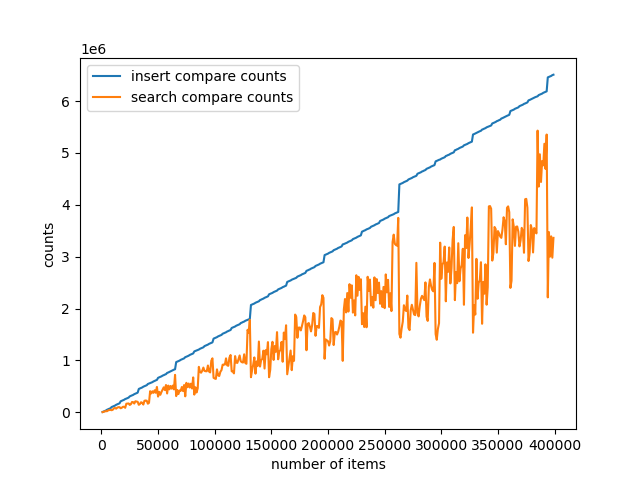 1e6
insert compare counts
search compare counts
6
5
4
3
2
1
0
counts
0 50000 100000 150000 200000 250000 300000 350000 400000
number of items